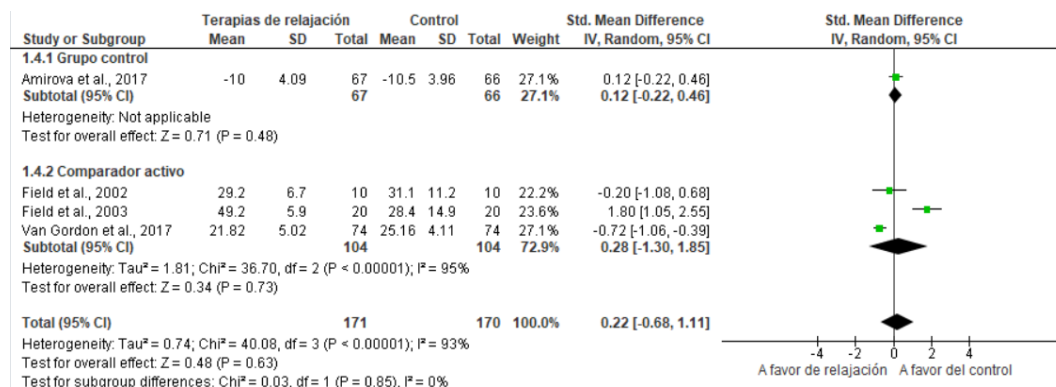 Terapias de relajación Control Std. Mean Difference Std. Mean Difference
Study or Subgroup Mean SD Total Mean SD Total Weight IV, Random, 95% CI IV, Random, 95% CI
1.4.1 Grupo control
Amirova et al., 2017 -10 4.09 67 -10.5 3.96 66 27.1% 0.12 [-0.22, 0.46]
Subtotal (95% CI) 67 66 27.1% 0.12 [-0.22, 0.46]
Heterogeneity: Not applicable
Test for overall effect: Z = 0.71 (P = 0.48)
1.4.2 Comparador activo
Field et al., 2002 29.2 6.7 10 31.1 11.2 10 22.2% -0.20 [-1.08, 0.68]
Field et al., 2003 49.2 5.9 20 28.4 14.9 20 23.6% 1.80 [1.05, 2.55]
Van Gordon et al., 2017 21.82 5.02 74 25.16 4.11 74 27.1% -0.72 [-1.06, -0.39]
Subtotal (95% CI) 104 104 72.9% 0.28 [-1.30, 1.85]
Heterogeneity: Tau² = 1.81; Chi² = 36.70, df = 2 (P < 0.00001); I² = 95%
Test for overall effect: Z = 0.34 (P = 0.73)
Total (95% CI) 171 170 100.0% 0.22 [-0.68, 1.11]
Heterogeneity: Tau² = 0.74; Chi² = 40.08, df = 3 (P < 0.00001); I² = 93%
Test for overall effect: Z = 0.48 (P = 0.63)
Test for subgroup differences: Chi² = 0.03, df = 1 (P = 0.85), I² = 0%
-4 -2 0 2 4
A favor de relajación A favor del control